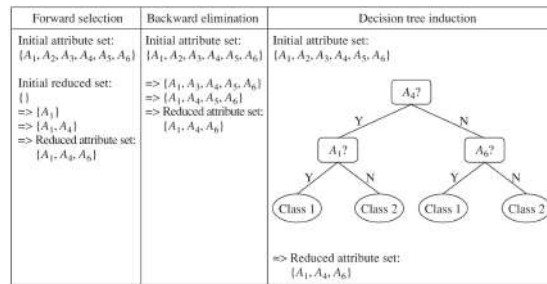 Forward selection
Initial attribute set:
{A₁, A₂, A₃, A₄, A₅, A₆}
Initial reduced set:
{}
=> {A₁}
=> {A₁, A₄}
=> Reduced attribute set:
{A₁, A₄, A₆}
Backward elimination
Initial attribute set:
{A₁, A₂, A₃, A₄, A₅, A₆}
=> {A₁, A₃, A₄, A₅, A₆}
=> {A₁, A₄, A₅, A₆}
=> Reduced attribute set:
{A₁, A₄, A₆}
Decision tree induction
Initial attribute set:
{A₁, A₂, A₃, A₄, A₅, A₆}
A₄?
Y N
A₁? A₆?
Y N Y N
Class 1 Class 2 Class 1 Class 2
=> Reduced attribute set:
{A₁, A₄, A₆}